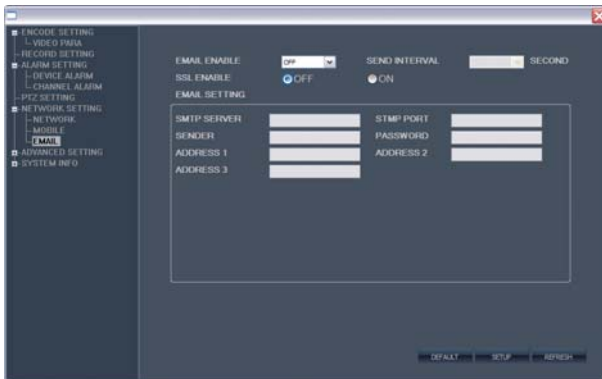 ENCODE SETTING
VIDEO PARA
RECORD SETTING
ALARM SETTING
DEVICE ALARM
CHANNEL ALARM
PTZ SETTING
NETWORK SETTING
NETWORK
MOBILE
EMAIL
ADVANCED SETTING
SYSTEM INFO
EMAIL ENABLE OFF SEND INTERVAL SECOND
SSL ENABLE OFF ON
EMAIL SETTING
SMTP SERVER STMP PORT
SENDER PASSWORD
ADDRESS 1 ADDRESS 2
ADDRESS 3
DEFAULT SETUP REFRESH